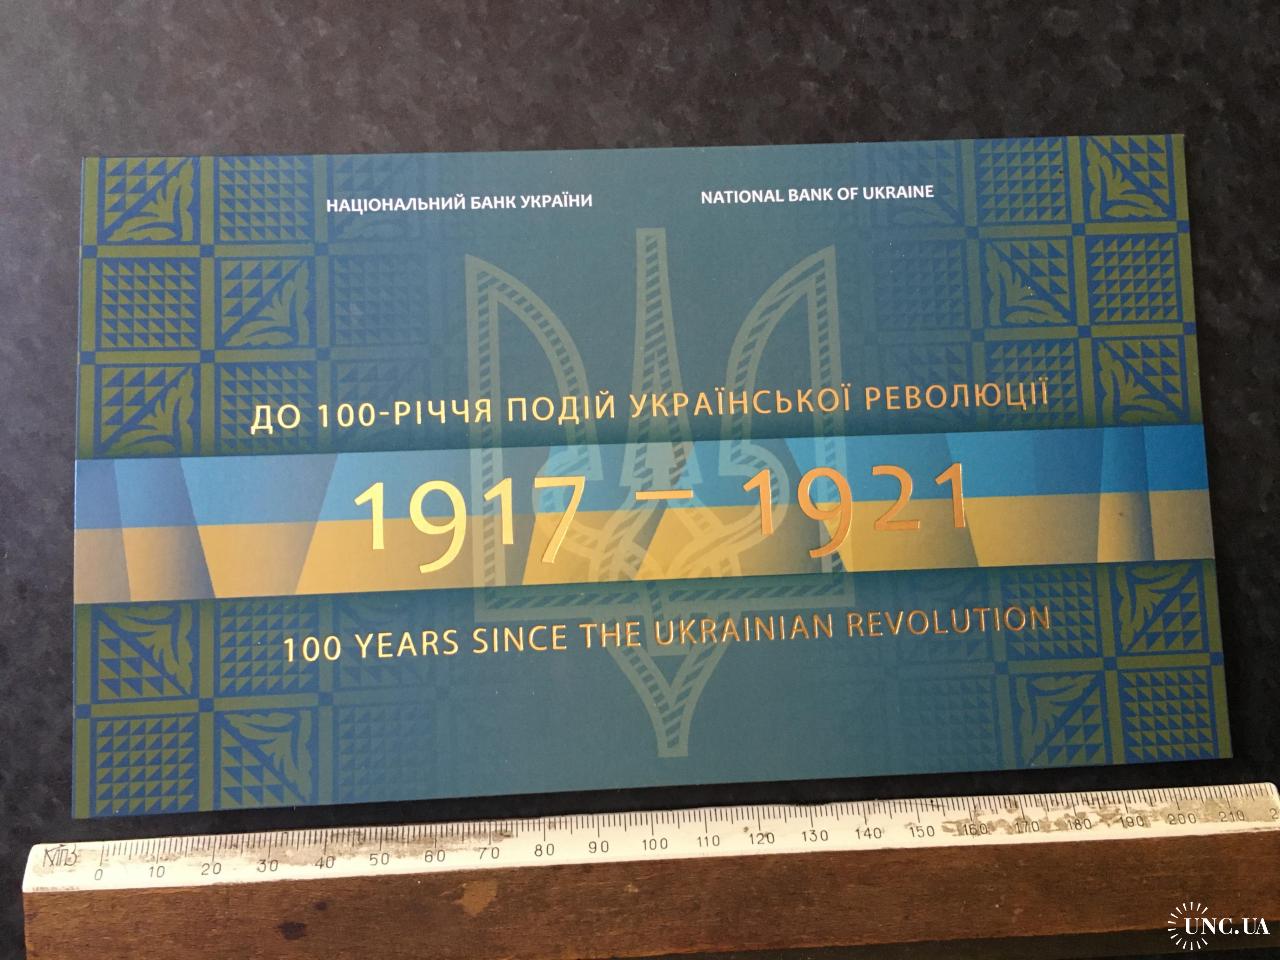 НАЦІОНАЛЬНИЙ БАНК УКРАЇНИ
NATIONAL BANK OF UKRAINE
ДО 100-РІЧЧЯ ПОДІЙ УКРАЇНСЬКОЇ РЕВОЛЮЦІЇ
1917 – 1921
100 YEARS SINCE THE UKRAINIAN REVOLUTION
0 10 20 30 40 50 60 70 80 90 100 110 120 130 140 150 160 170 180 190 200 210
UNC.UA